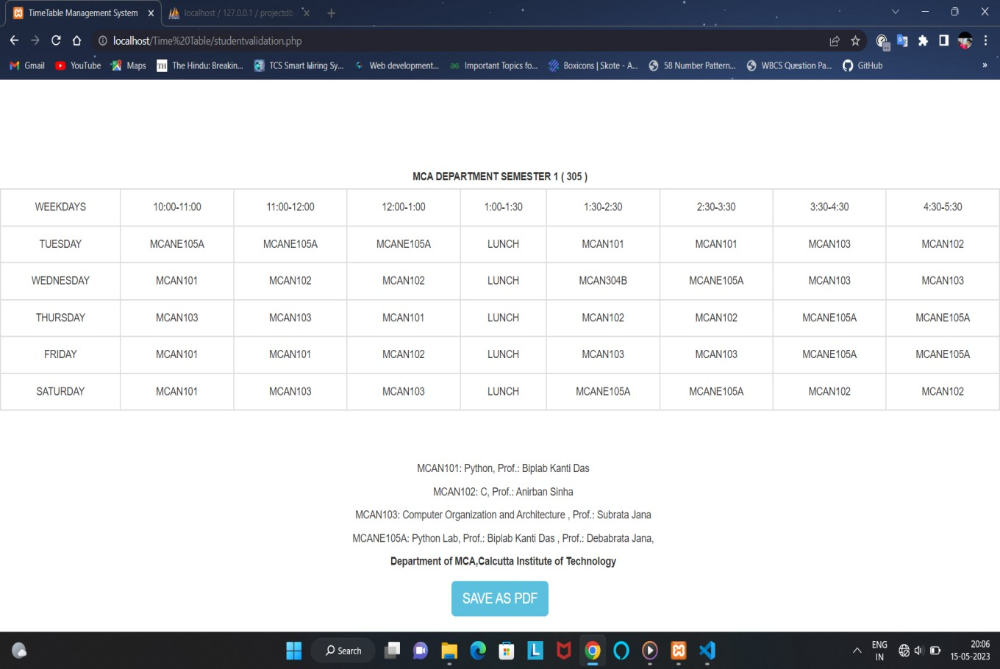 TimeTable Management System
localhost / 127.0.0.1 / projectdb
localhost/Time%20Table/studentvalidation.php
Gmail YouTube Maps TH The Hindu: Breakin... TCS Smart Hiring Sy... Web development... Important Topics fo... Boxicons | Skote - A... 58 Number Pattern... WBCS Question Pa... GitHub »
MCA DEPARTMENT SEMESTER 1 ( 305 )
WEEKDAYS 10:00-11:00 11:00-12:00 12:00-1:00 1:00-1:30 1:30-2:30 2:30-3:30 3:30-4:30 4:30-5:30
TUESDAY MCANE105A MCANE105A MCANE105A LUNCH MCAN101 MCAN101 MCAN103 MCAN102
WEDNESDAY MCAN101 MCAN102 MCAN102 LUNCH MCAN304B MCANE105A MCAN103 MCAN103
THURSDAY MCAN103 MCAN103 MCAN101 LUNCH MCAN102 MCAN102 MCANE105A MCANE105A
FRIDAY MCAN101 MCAN101 MCAN102 LUNCH MCAN103 MCAN103 MCANE105A MCANE105A
SATURDAY MCAN101 MCAN103 MCAN103 LUNCH MCANE105A MCANE105A MCAN102 MCAN102
MCAN101: Python, Prof.: Biplab Kanti Das
MCAN102: C, Prof.: Anirban Sinha
MCAN103: Computer Organization and Architecture , Prof.: Subrata Jana
MCANE105A: Python Lab, Prof.: Biplab Kanti Das , Prof.: Debabrata Jana,
Department of MCA,Calcutta Institute of Technology
SAVE AS PDF
Search
L
ENG
IN
20:06
15-05-2023